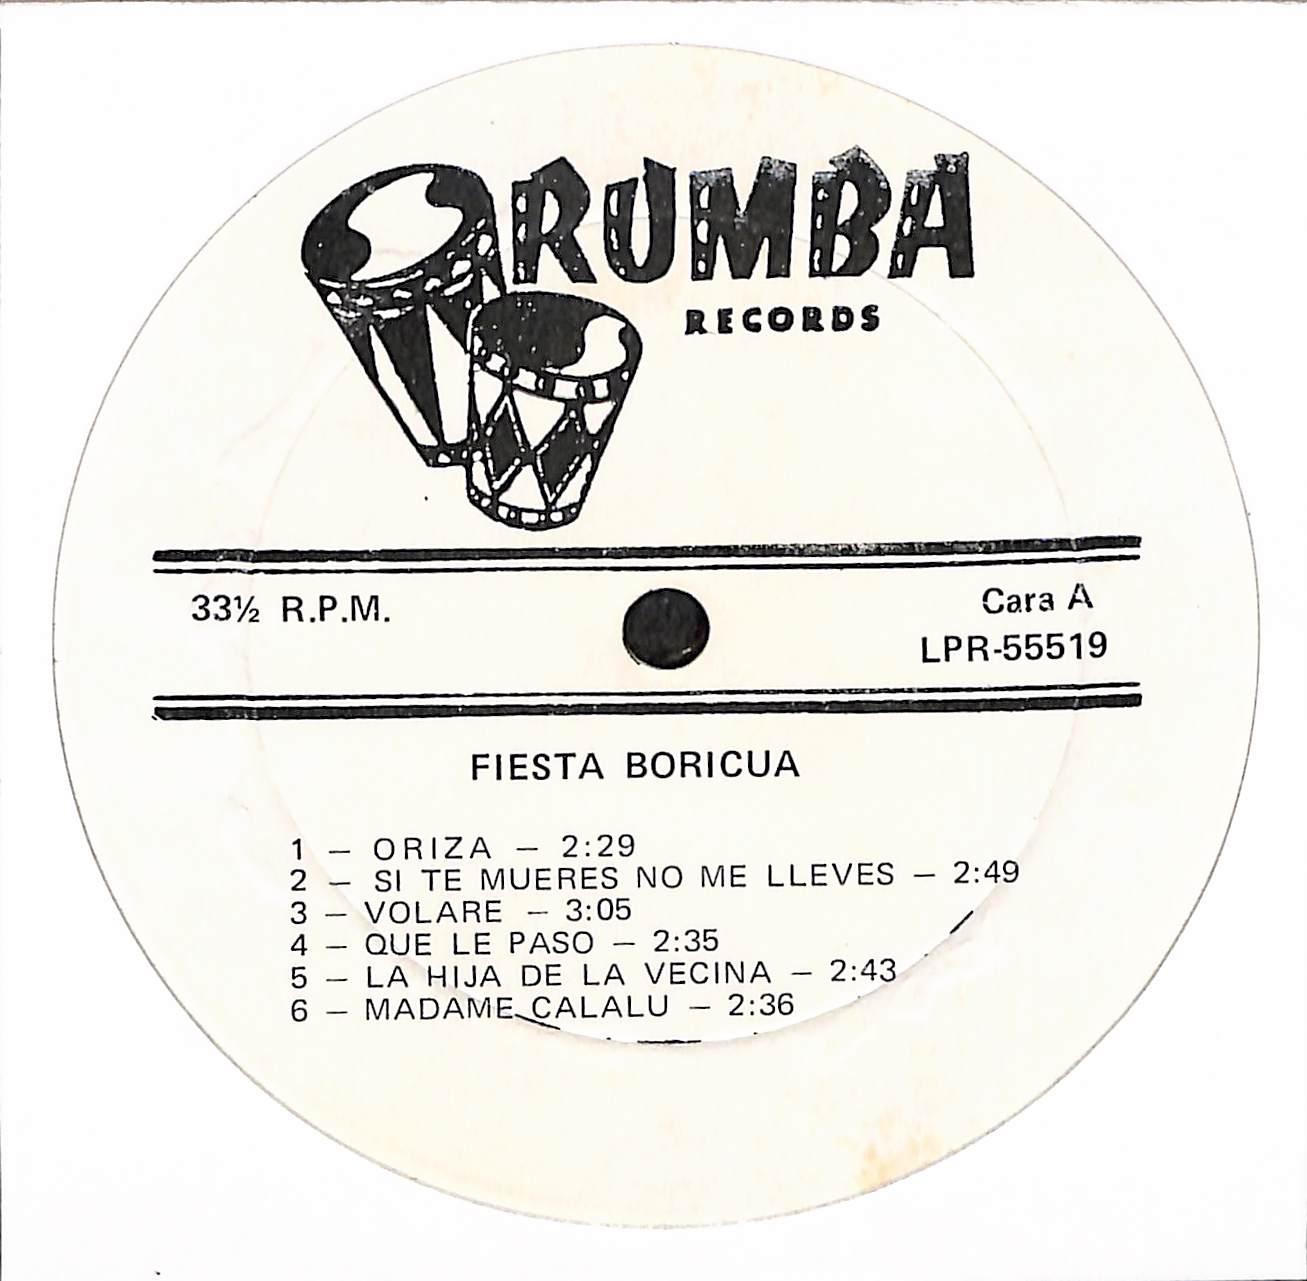 RUMBA
RECORDS
33½ R.P.M.
Cara A
LPR-55519
FIESTA BORICUA
1 — ORIZA — 2:29
2 — SI TE MUERES NO ME LLEVES — 2:49
3 — VOLARE — 3:05
4 — QUE LE PASO — 2:35
5 — LA HIJA DE LA VECINA — 2:43
6 — MADAME CALALU — 2:36